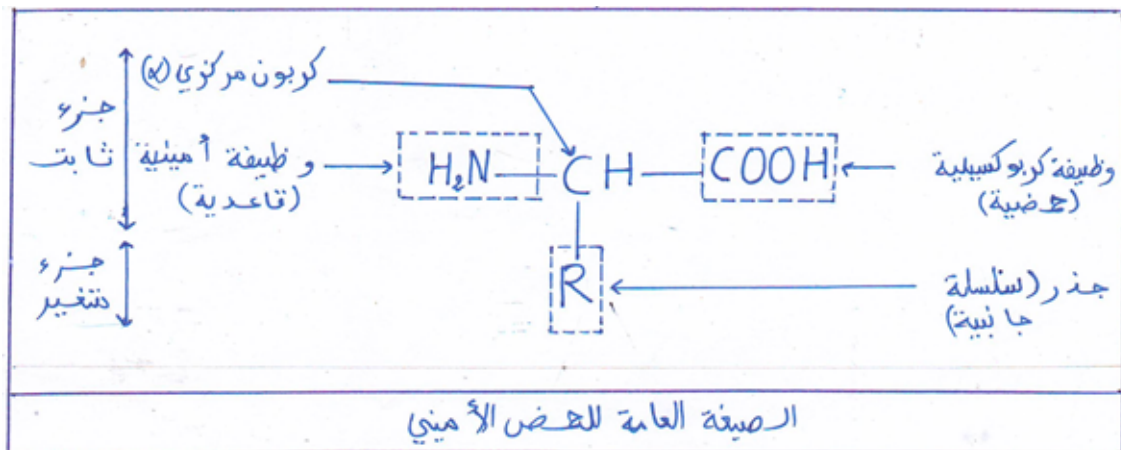 كربون مركزي (α)
جزء
ثابت
وظيفة أمينية
(قاعدية)
H₂N — CH — COOH
وظيفة كربوكسيلية
(حمضية)
R
جزء
متغير
جذر (سلسلة
جانبية)
الصيغة العامة للحمض الأميني